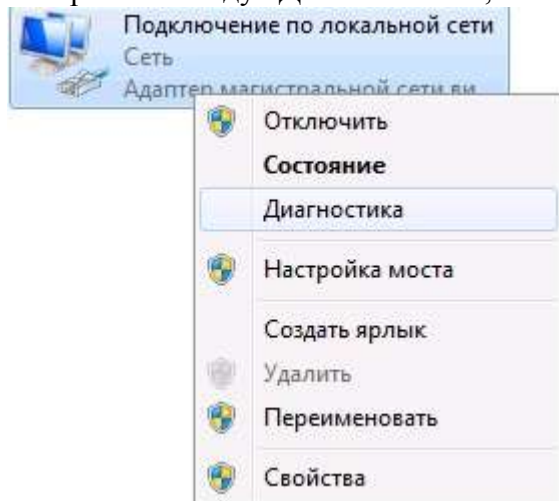 Подключение по локальной сети
Сеть
Адаптер магистральной сети ви...
Отключить
Состояние
Диагностика
Настройка моста
Создать ярлык
Удалить
Переименовать
Свойства